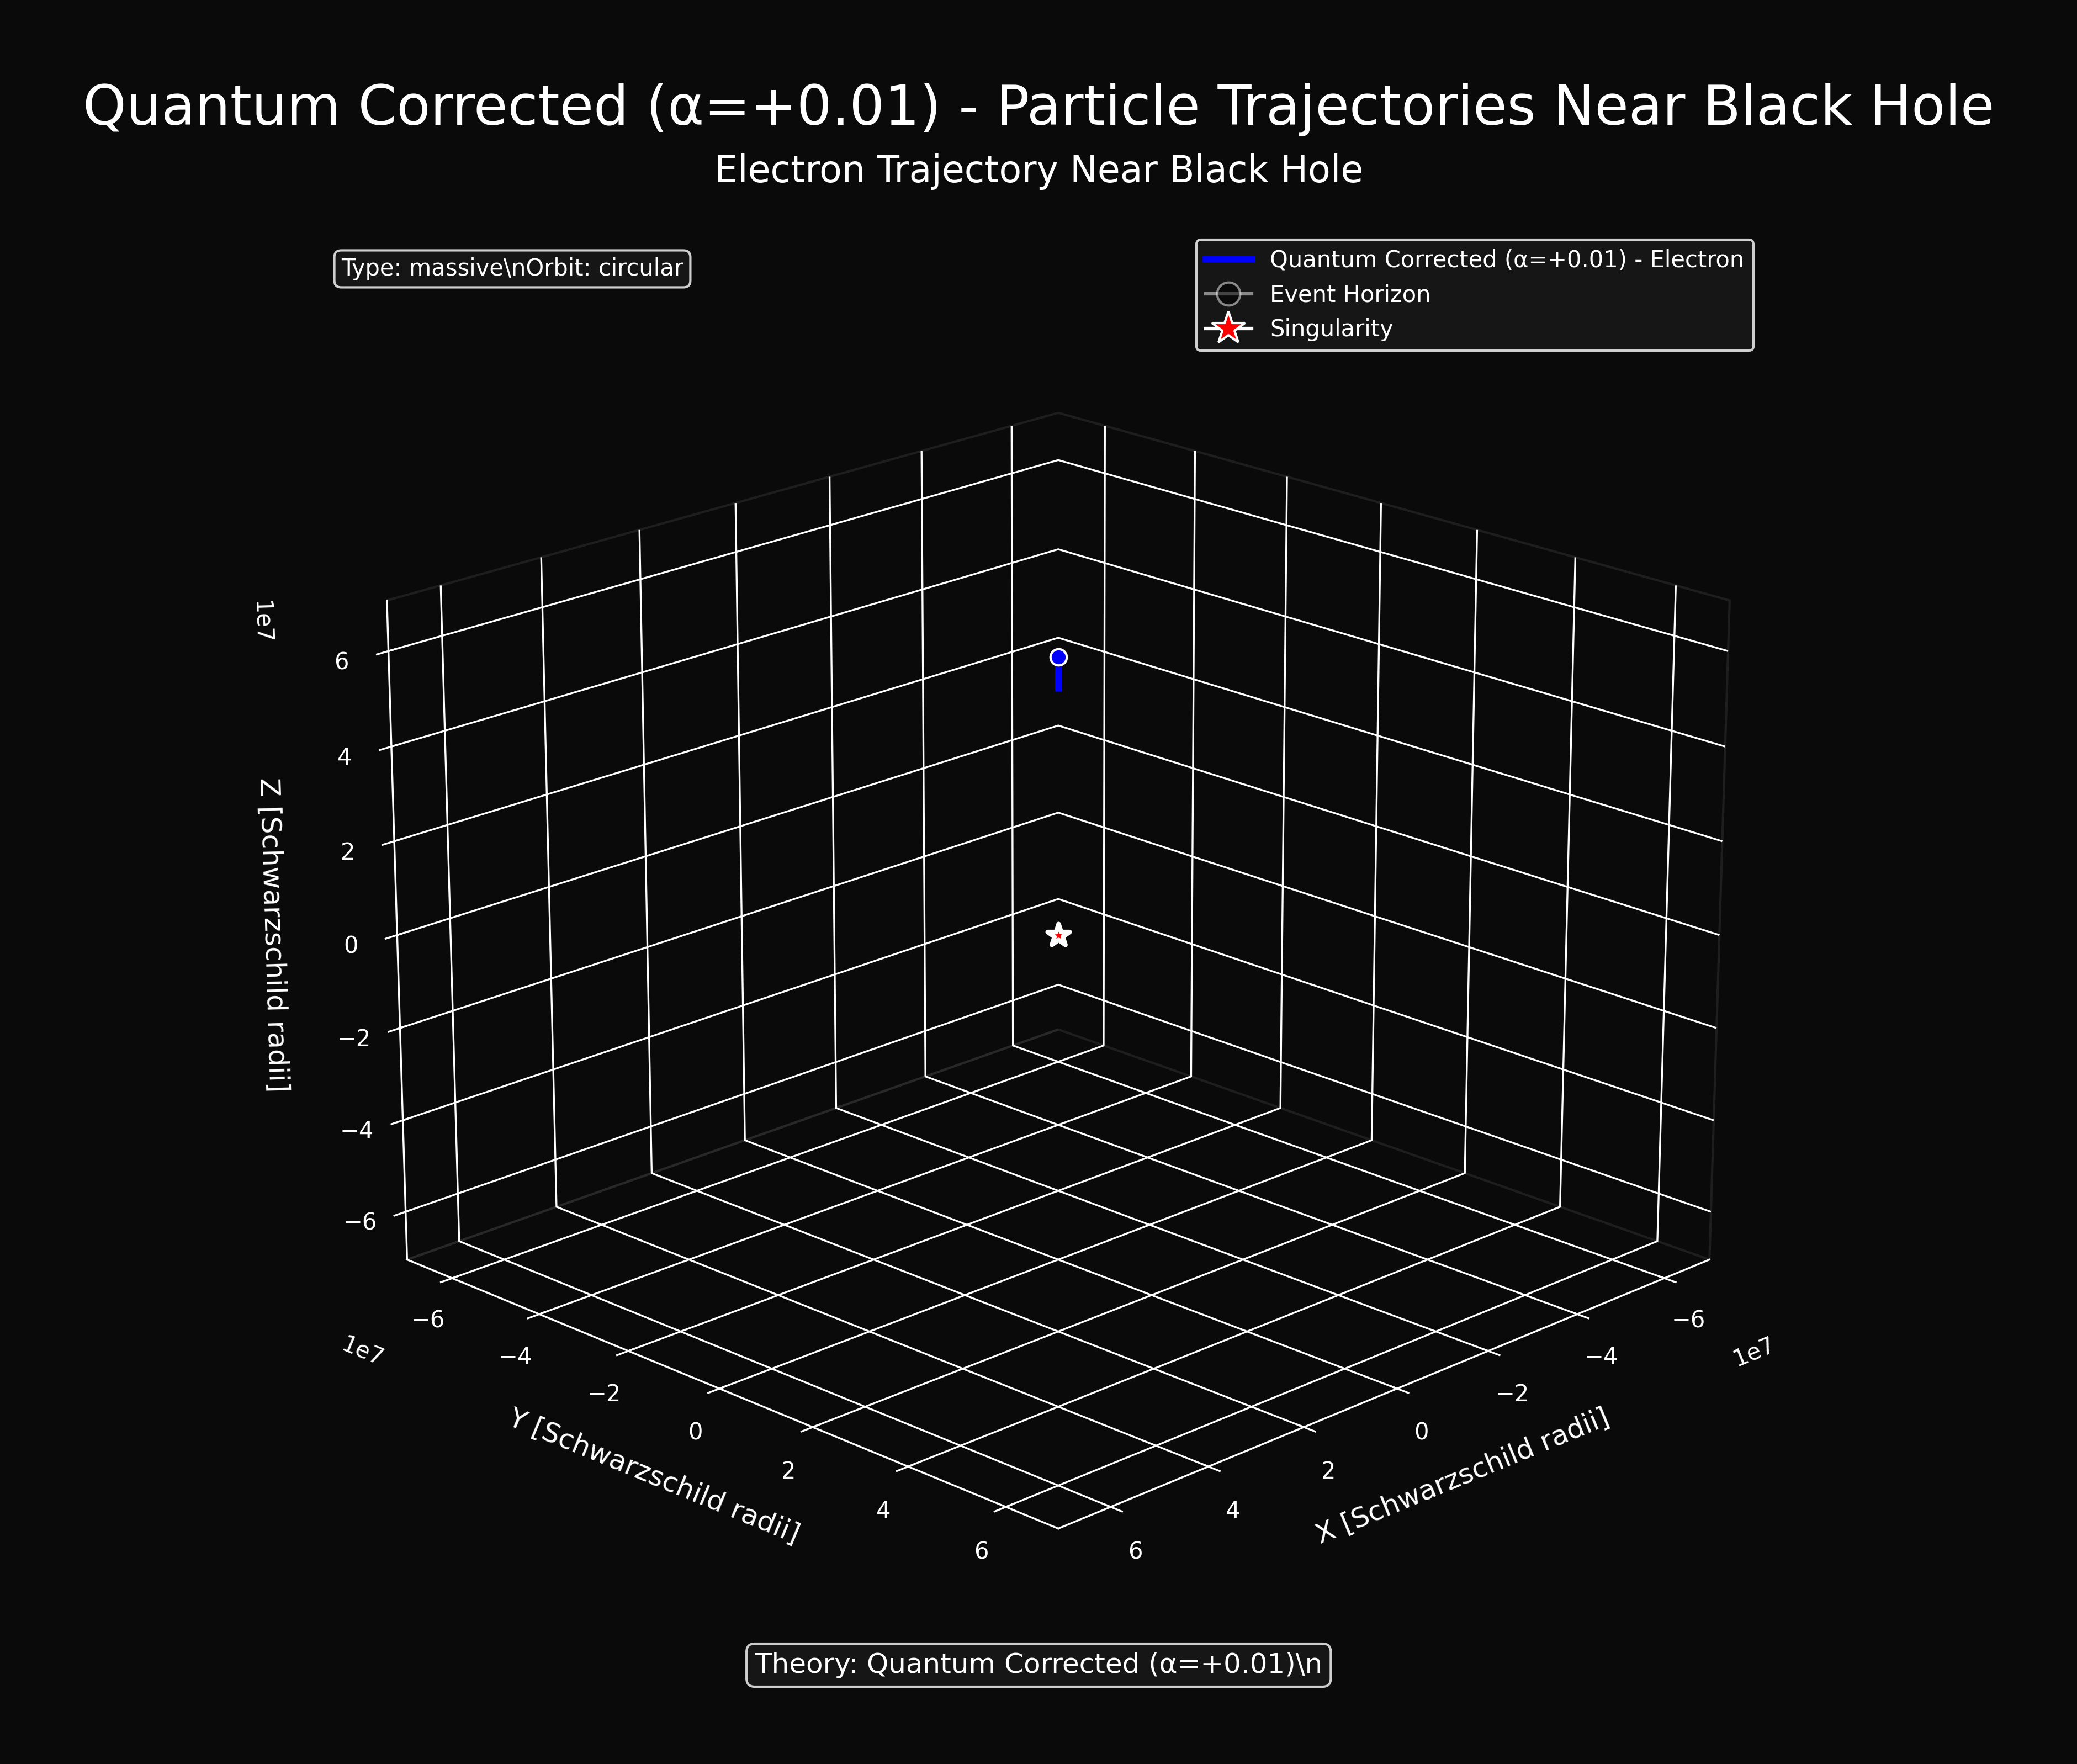 Quantum Corrected (α=+0.01) - Particle Trajectories Near Black Hole
Electron Trajectory Near Black Hole
Type: massive\nOrbit: circular
Quantum Corrected (α=+0.01) - Electron
Event Horizon
Singularity
1e7
6
4
2
0
−2
−4
−6
Z [Schwarzschild radii]
−6
−4
−2
0
2
4
6
1e7
Y [Schwarzschild radii]
6
4
2
0
−2
−4
−6
1e7
X [Schwarzschild radii]
Theory: Quantum Corrected (α=+0.01)\n